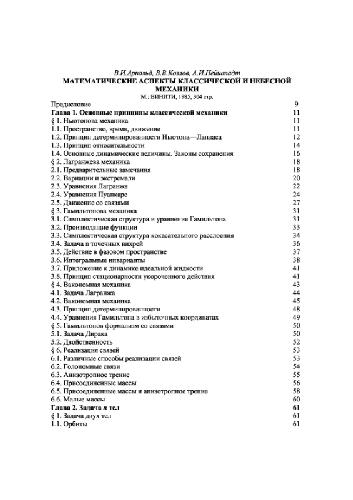 В.И.Арнольд, В.В.Козлов, А.И.Нейштадт
МАТЕМАТИЧЕСКИЕ АСПЕКТЫ КЛАССИЧЕСКОЙ И НЕБЕСНОЙ
МЕХАНИКИ
М.: ВИНИТИ, 1985, 304 стр.
Предисловие 9
Глава 1. Основные принципы классической механики 11
§ 1. Ньютонова механика 11
1.1. Пространство, время, движение 11
1.2. Принцип детерминированности Ньютона—Лапласа 12
1.3. Принцип относительности 14
1.4. Основные динамические величины. Законы сохранения 16
§ 2. Лагранжева механика 18
2.1. Предварительные замечания 18
2.2. Вариации и экстремали 20
2.3. Уравнения Лагранжа 22
2.4. Уравнения Пуанкаре 24
2.5. Движение со связями 27
§ 3. Гамильтонова механика 31
3.1. Симплектическая структура и уравнения Гамильтона 31
3.2. Производящие функции 33
3.3. Симплектическая структура кокасательного расслоения 34
3.4. Задача n точечных вихрей 36
3.5. Действие в фазовом пространстве 37
3.6. Интегральные инварианты 38
3.7. Приложения к динамике идеальной жидкости 41
3.8. Принцип стационарности укороченного действия 41
§ 4. Вакономная механика 43
4.1. Задача Лагранжа 44
4.2. Вакономная механика 45
4.3. Принцип детерминированности 48
4.4. Уравнения Гамильтона в избыточных координатах 49
§ 5. Гамильтонов формализм со связями 50
5.1. Задача Дирака 50
5.2. Двойственность 52
§ 6. Реализация связей 53
6.1. Различные способы реализации связей 53
6.2. Голономные связи 54
6.3. Анизотропное трение 55
6.4. Присоединенные массы 56
6.5. Присоединенные массы и анизотропное трение 58
6.6. Малые массы 60
Глава 2. Задача n тел 61
§ 1. Задача двух тел 61
1.1. Орбиты 61